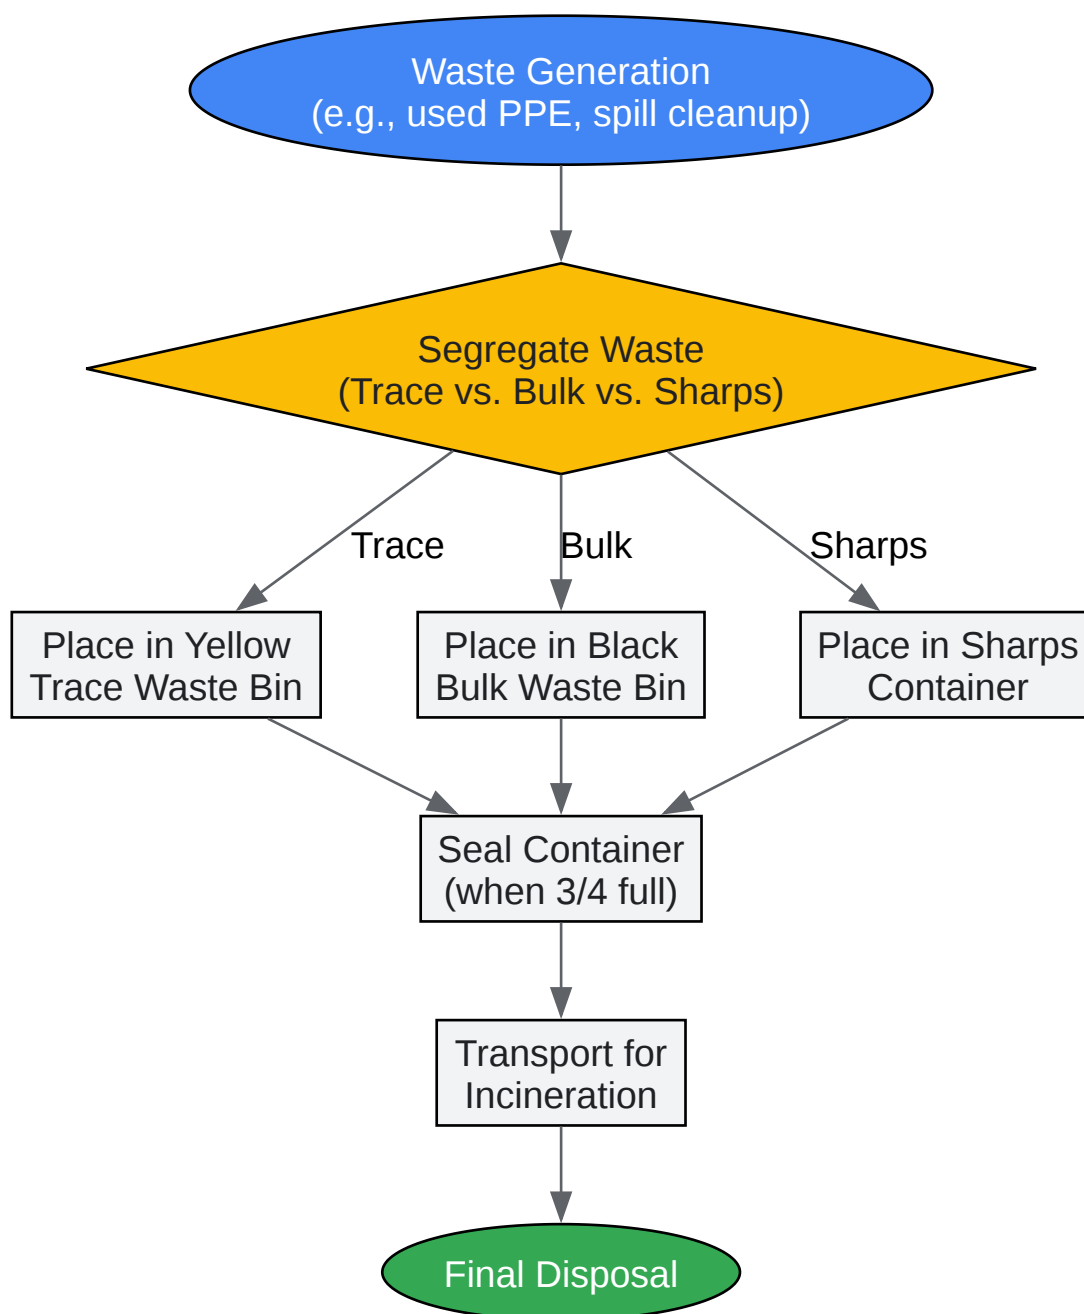 Waste Generation
(e.g., used PPE, spill cleanup)
Segregate Waste
(Trace vs. Bulk vs. Sharps)
Trace
Bulk
Sharps
Place in Yellow
Trace Waste Bin
Place in Black
Bulk Waste Bin
Place in Sharps
Container
Seal Container
(when 3/4 full)
Transport for
Incineration
Final Disposal